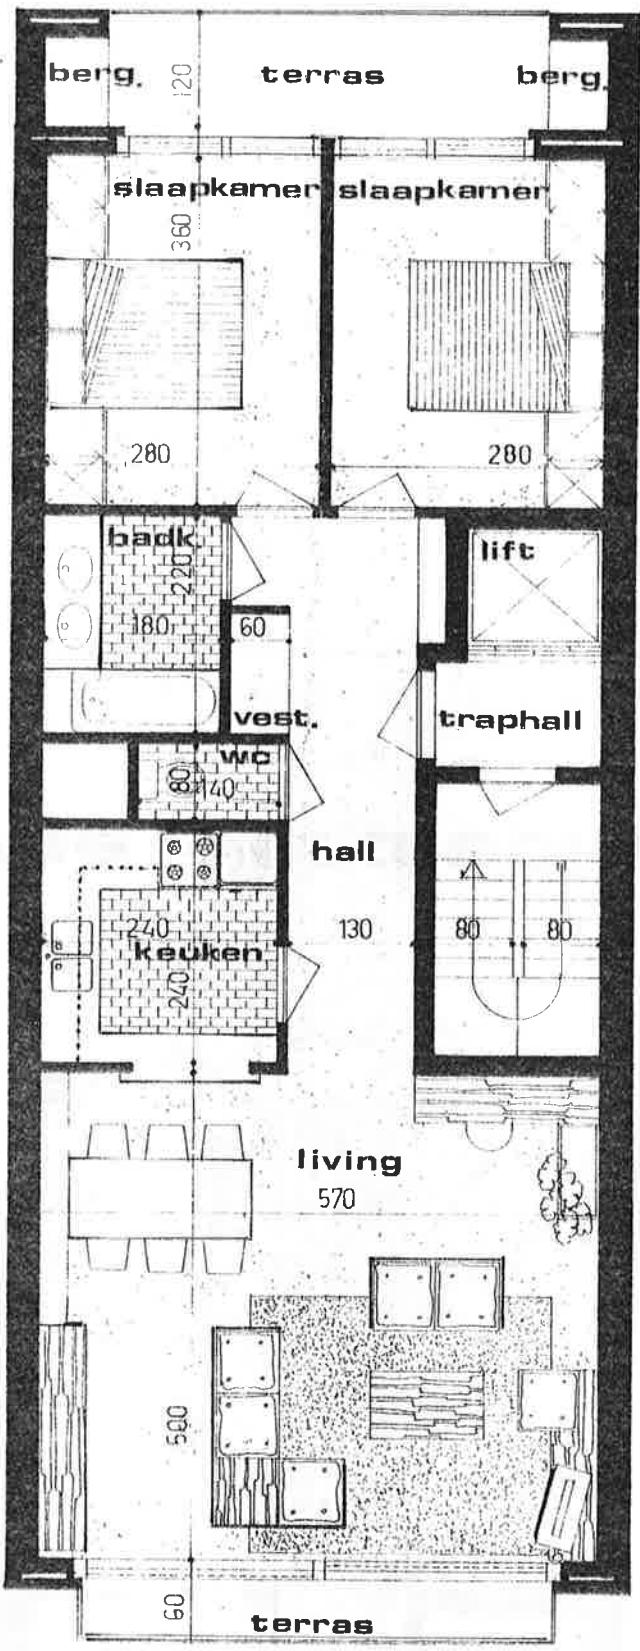 berg. 120 terras berg.
slaapkamer slaapkamer
360
280 280
badk. lift
220
180 60
vest. traphall
wc
80 140
hall
240 130 80 80
keuken
240
living
570
500
60
terras